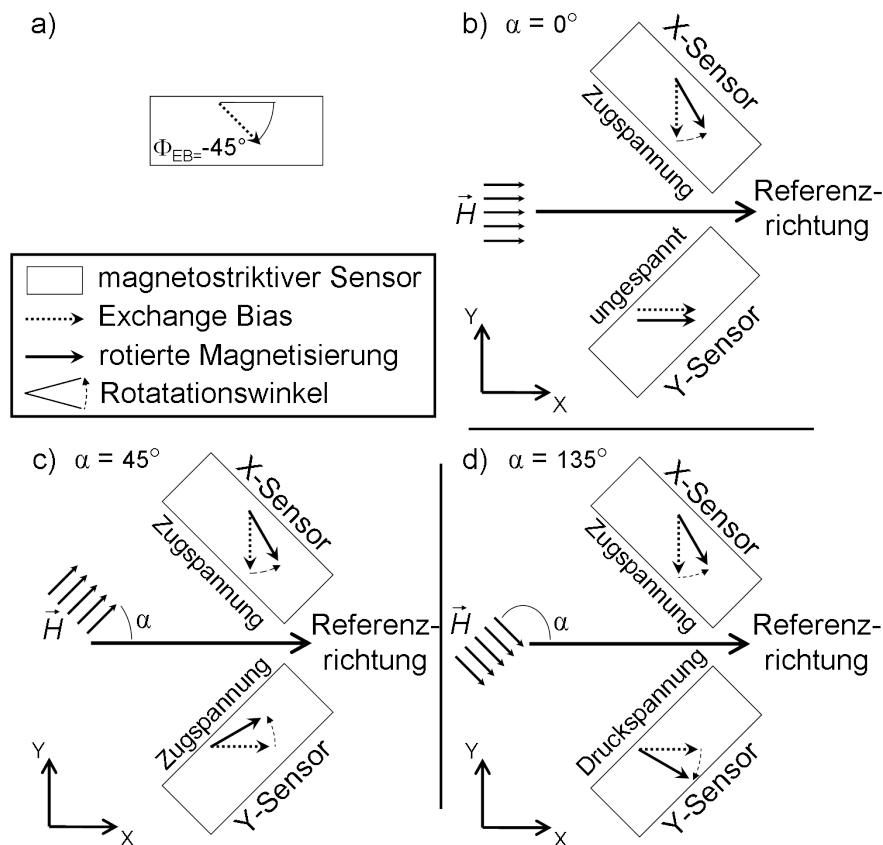 a)
Φ_EB=-45°
magnetostriktiver Sensor
Exchange Bias
rotierte Magnetisierung
Rotatationswinkel
b) α = 0°
X-Sensor
Zugspannung
H
Referenz-
richtung
ungespannt
Y-Sensor
Y
X
c) α = 45°
X-Sensor
Zugspannung
H
α
Referenz-
richtung
Zugspannung
Y-Sensor
Y
X
d) α = 135°
X-Sensor
Zugspannung
H
α
Referenz-
richtung
Druckspannung
Y-Sensor
Y
X